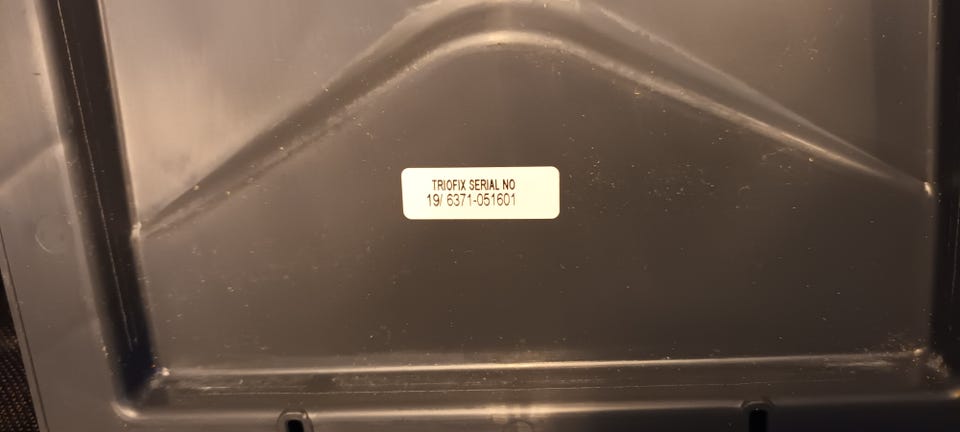 TRIOFIX SERIAL NO
19/ 6371-051601